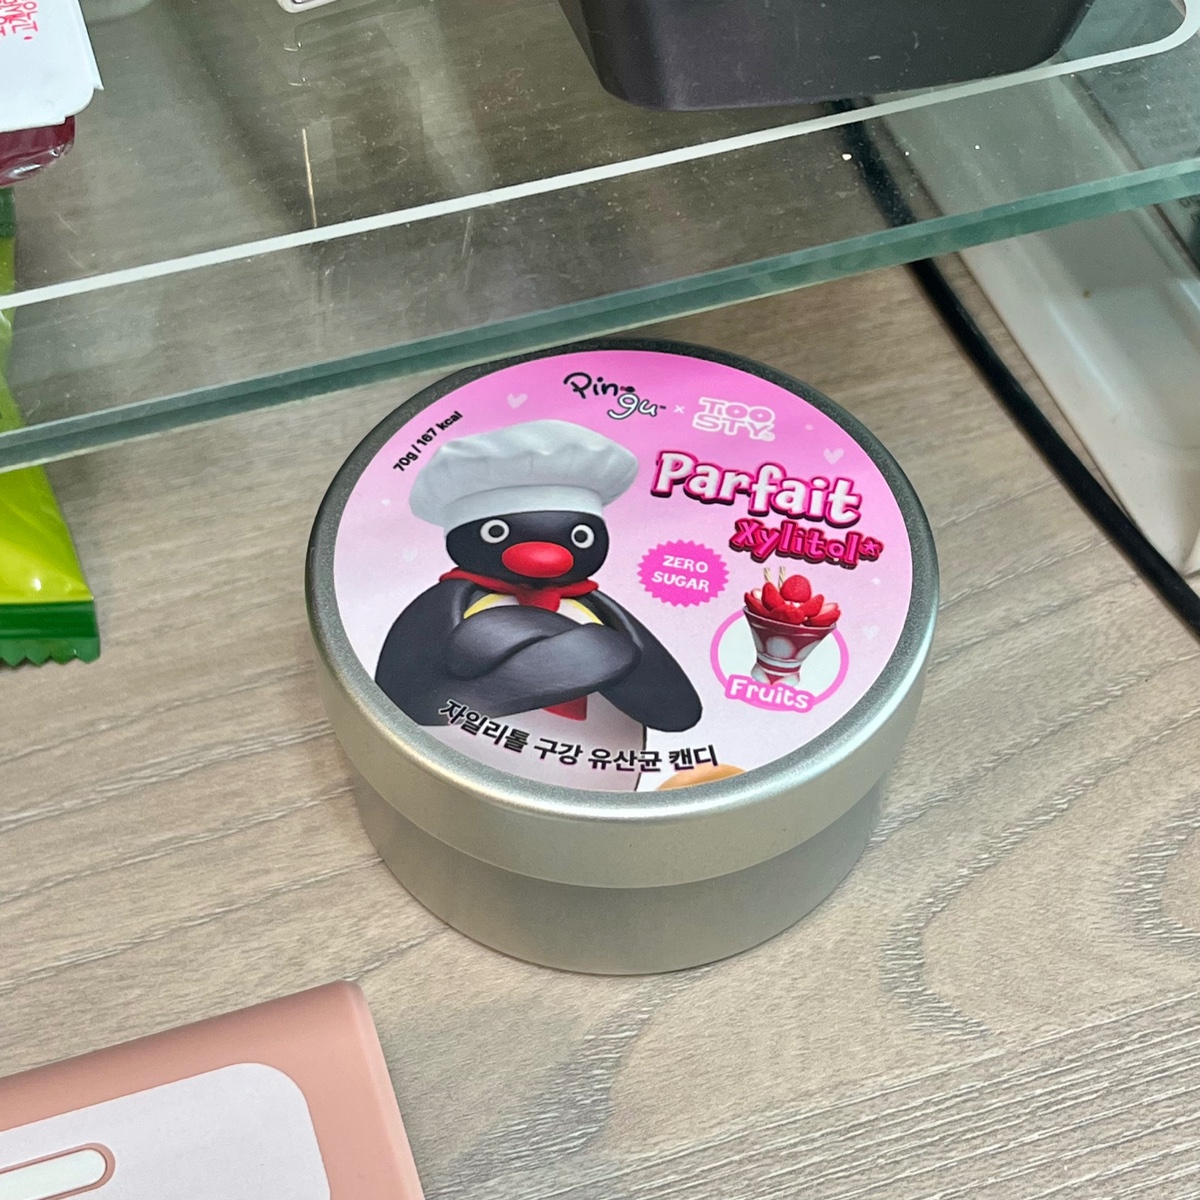 Pingu × TOO
STY
70g / 167 kcal
Parfait
Xylitol*
ZERO
SUGAR
Fruits
자일리톨 구강 유산균 캔디